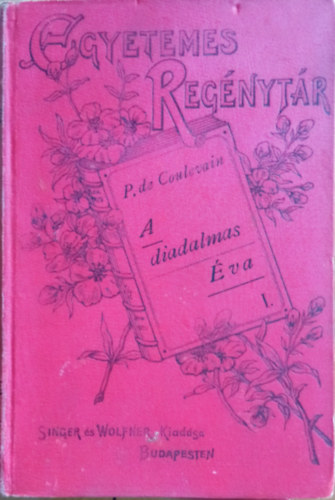 EGYETEMES
REGÉNYTÁR
P. de Coulevain
A
diadalmas
Éva
I.
SINGER és WOLFNER Kiadása
BUDAPESTEN